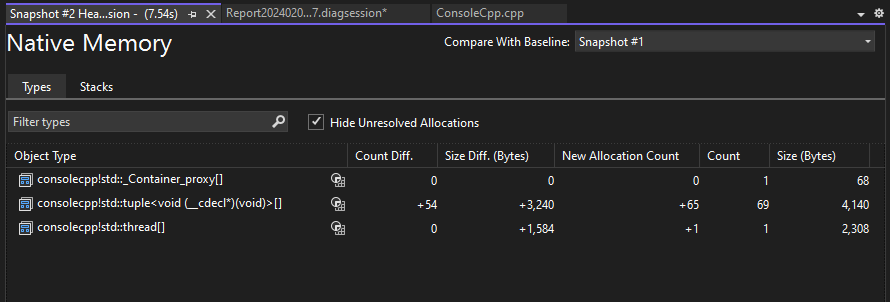 Snapshot #2 Hea...sion - (7.54s)
Report2024020...7.diagsession*
ConsoleCpp.cpp
Native Memory
Compare With Baseline: Snapshot #1
Types Stacks
Filter types
Hide Unresolved Allocations
Object Type Count Diff. Size Diff. (Bytes) New Allocation Count Count Size (Bytes)
consolecpp!std::_Container_proxy[] 0 0 0 1 68
consolecpp!std::tuple<void (__cdecl*)(void)>[] +54 +3,240 +65 69 4,140
consolecpp!std::thread[] 0 +1,584 +1 1 2,308